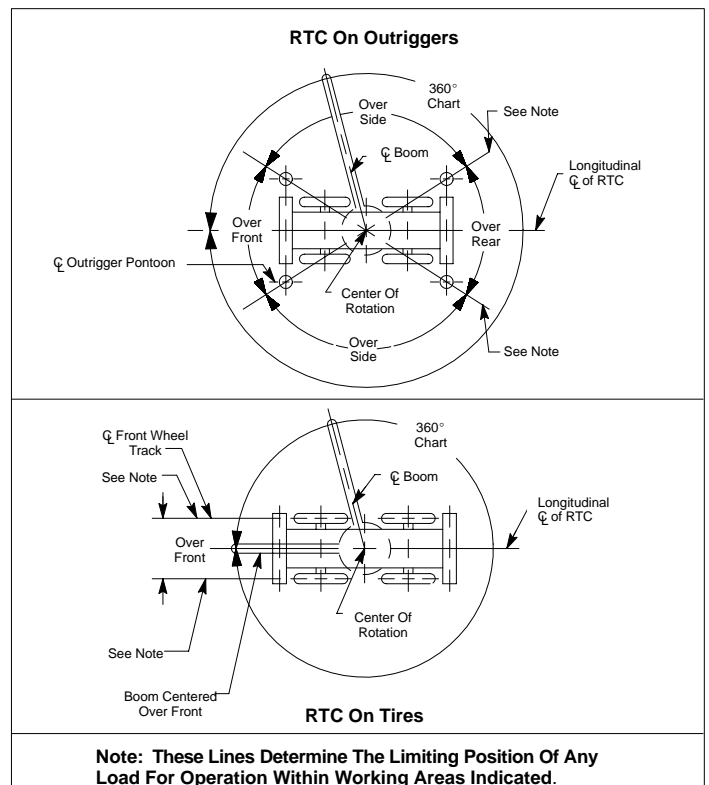 RTC On Outriggers
360°
Chart
Over
Side
See Note
℄ Boom
Longitudinal
℄ of RTC
Over
Front
Over
Rear
℄ Outrigger Pontoon
Center Of
Rotation
Over
Side
See Note
℄ Front Wheel
Track
360°
Chart
See Note
℄ Boom
Longitudinal
℄ of RTC
Over
Front
Center Of
Rotation
See Note
Boom Centered
Over Front
RTC On Tires
Note: These Lines Determine The Limiting Position Of Any
Load For Operation Within Working Areas Indicated.